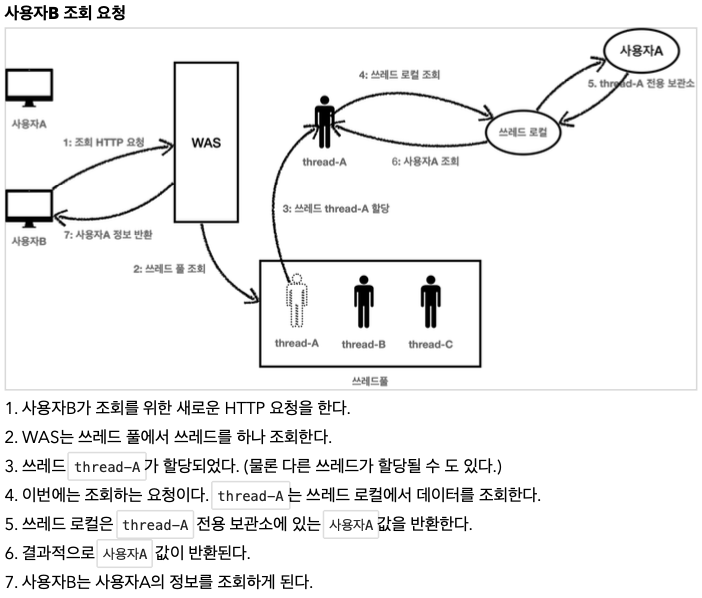 사용자B 조회 요청
사용자A
4: 쓰레드 로컬 조회
5. thread-A 전용 보관소
사용자A
1: 조회 HTTP 요청
WAS
thread-A
쓰레드 로컬
6: 사용자A 조회
3: 쓰레드 thread-A 할당
사용자B
7: 사용자A 정보 반환
2: 쓰레드 풀 조회
thread-A
thread-B
thread-C
쓰레드풀
1. 사용자B가 조회를 위한 새로운 HTTP 요청을 한다.
2. WAS는 쓰레드 풀에서 쓰레드를 하나 조회한다.
3. 쓰레드 thread-A 가 할당되었다. (물론 다른 쓰레드가 할당될 수 도 있다.)
4. 이번에는 조회하는 요청이다. thread-A 는 쓰레드 로컬에서 데이터를 조회한다.
5. 쓰레드 로컬은 thread-A 전용 보관소에 있는 사용자A 값을 반환한다.
6. 결과적으로 사용자A 값이 반환된다.
7. 사용자B는 사용자A의 정보를 조회하게 된다.